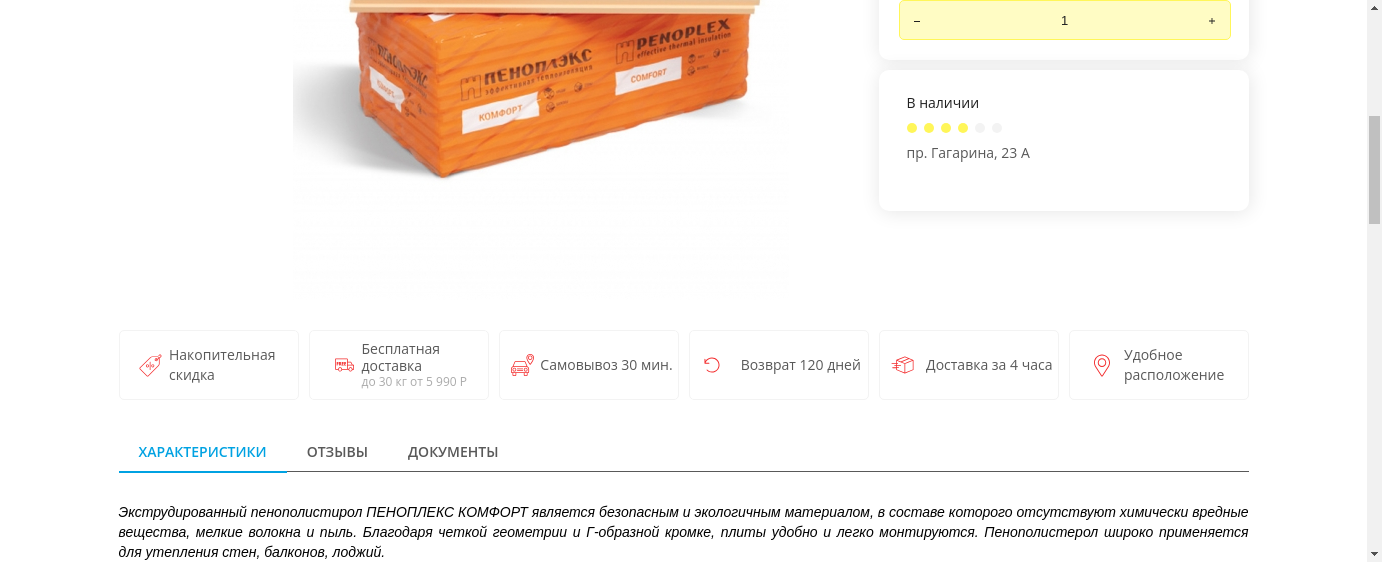 ПЕНОПЛЭКС
эффективная теплоизоляция
КОМФОРТ
PENOPLEX
effective thermal insulation
COMFORT
–
1
+
В наличии
пр. Гагарина, 23 А
Накопительная
скидка
Бесплатная
доставка
до 30 кг от 5 990 Р
Самовывоз 30 мин.
Возврат 120 дней
Доставка за 4 часа
Удобное
расположение
ХАРАКТЕРИСТИКИ
ОТЗЫВЫ
ДОКУМЕНТЫ
Экструдированный пенополистирол ПЕНОПЛЕКС КОМФОРТ является безопасным и экологичным материалом, в составе которого отсутствуют химически вредные
вещества, мелкие волокна и пыль. Благодаря четкой геометрии и Г-образной кромке, плиты удобно и легко монтируются. Пенополистерол широко применяется
для утепления стен, балконов, лоджий.